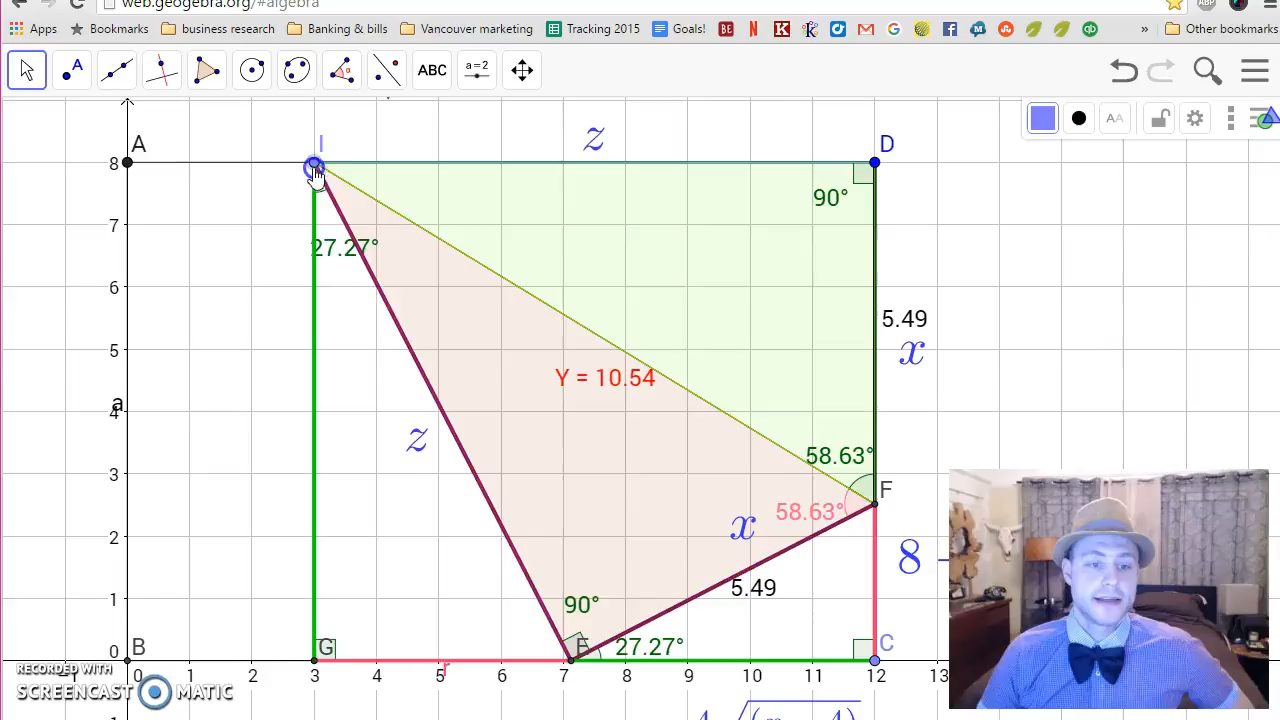 web.geogebra.org/#algebra
ABP
Apps Bookmarks business research Banking & bills Vancouver marketing Tracking 2015 Goals! BE N K » Other bookmarks
A ABC a=2 AA
A I z D
8
90°
7
27.27°
6
5.49
5 x
Y = 10.54
a
4
z
58.63°
3
F
58.63°
x
2 8 -
5.49
1 90°
B G E 27.27° C
0
0 2 3 r 5 6 7 8 9 10 11 12 13
RECORDED WITH
SCREENCAST MATIC